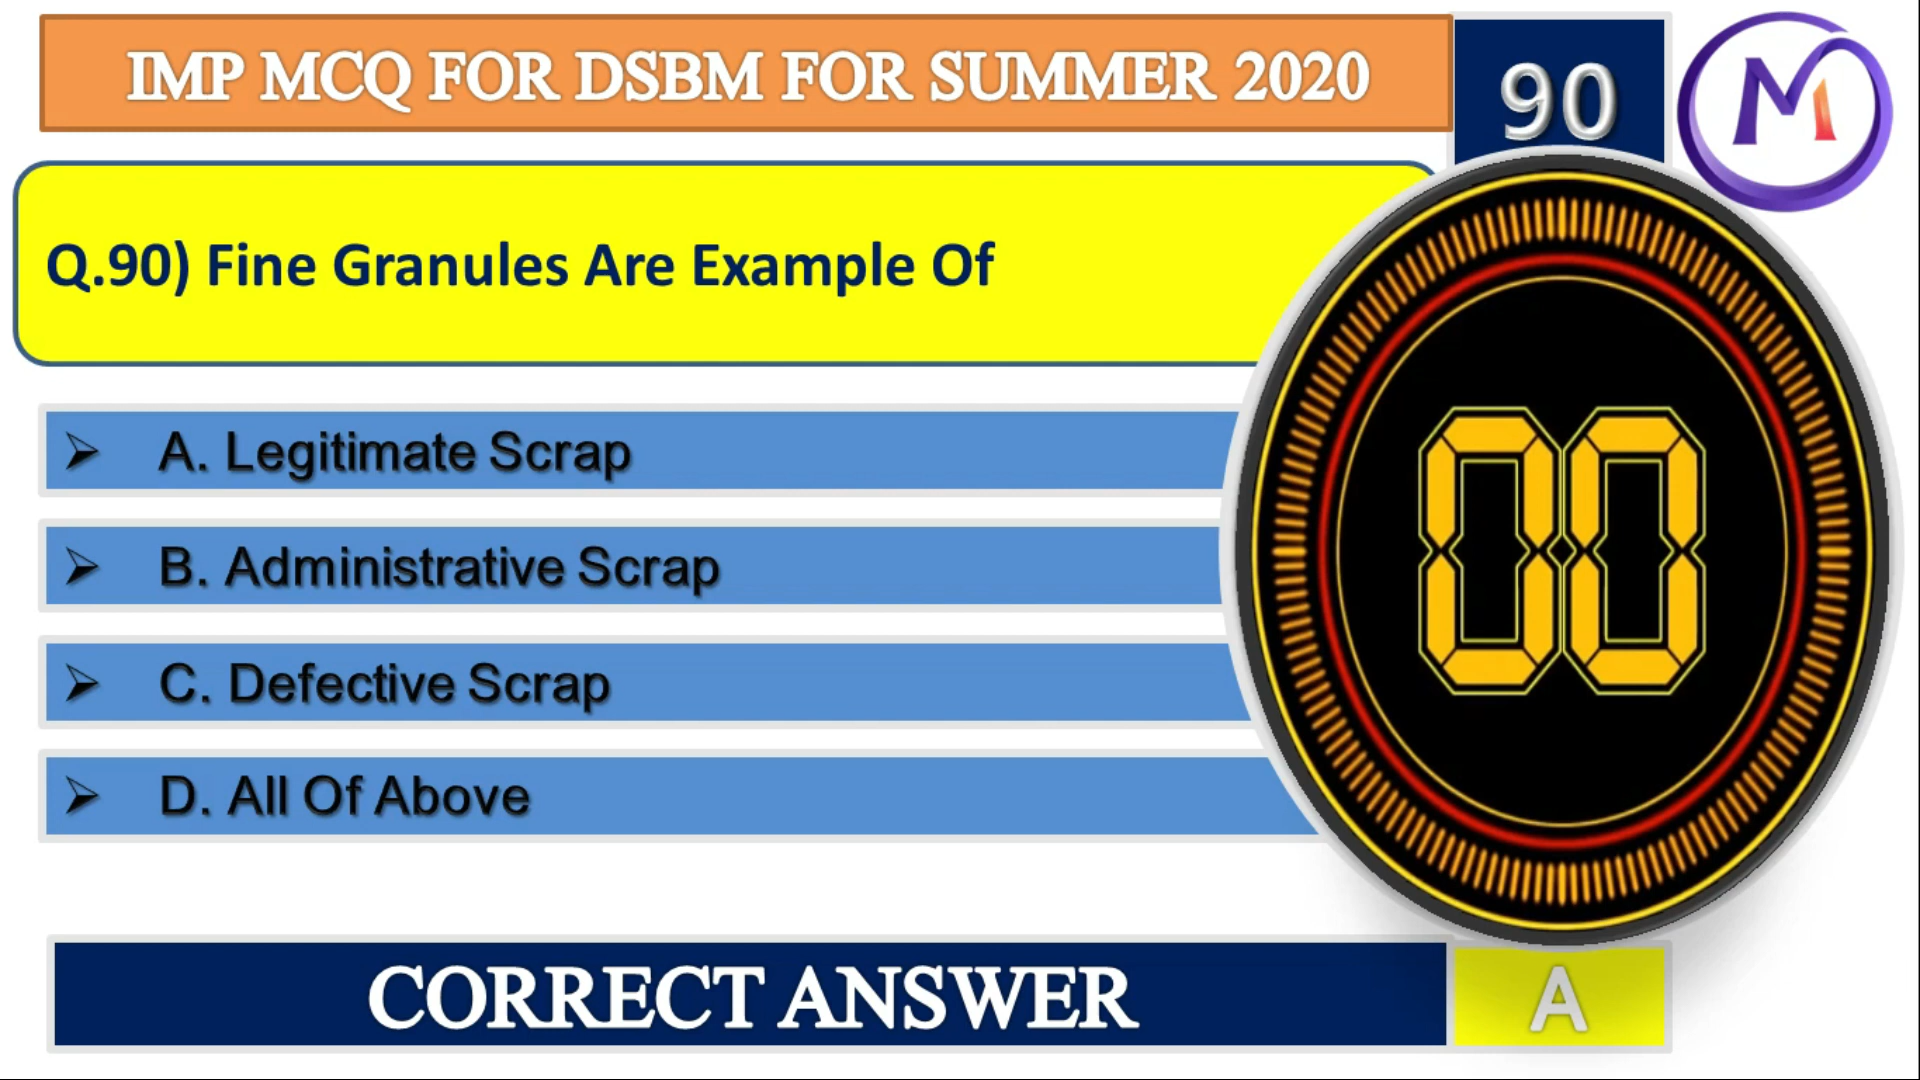 IMP MCQ FOR DSBM FOR SUMMER 2020
90
M
Q.90) Fine Granules Are Example Of
➢ A. Legitimate Scrap
➢ B. Administrative Scrap
➢ C. Defective Scrap
➢ D. All Of Above
00
CORRECT ANSWER
A